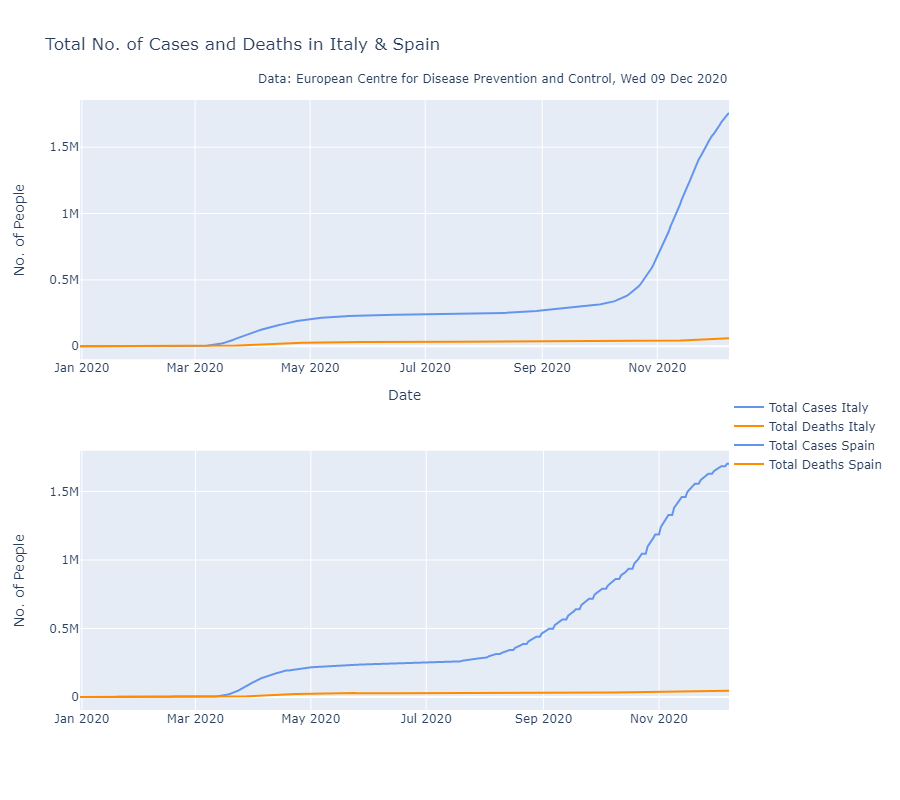 Total No. of Cases and Deaths in Italy & Spain
Data: European Centre for Disease Prevention and Control, Wed 09 Dec 2020
No. of People
1.5M
1M
0.5M
0
Jan 2020 Mar 2020 May 2020 Jul 2020 Sep 2020 Nov 2020
Date
Total Cases Italy
Total Deaths Italy
Total Cases Spain
Total Deaths Spain
No. of People
1.5M
1M
0.5M
0
Jan 2020 Mar 2020 May 2020 Jul 2020 Sep 2020 Nov 2020